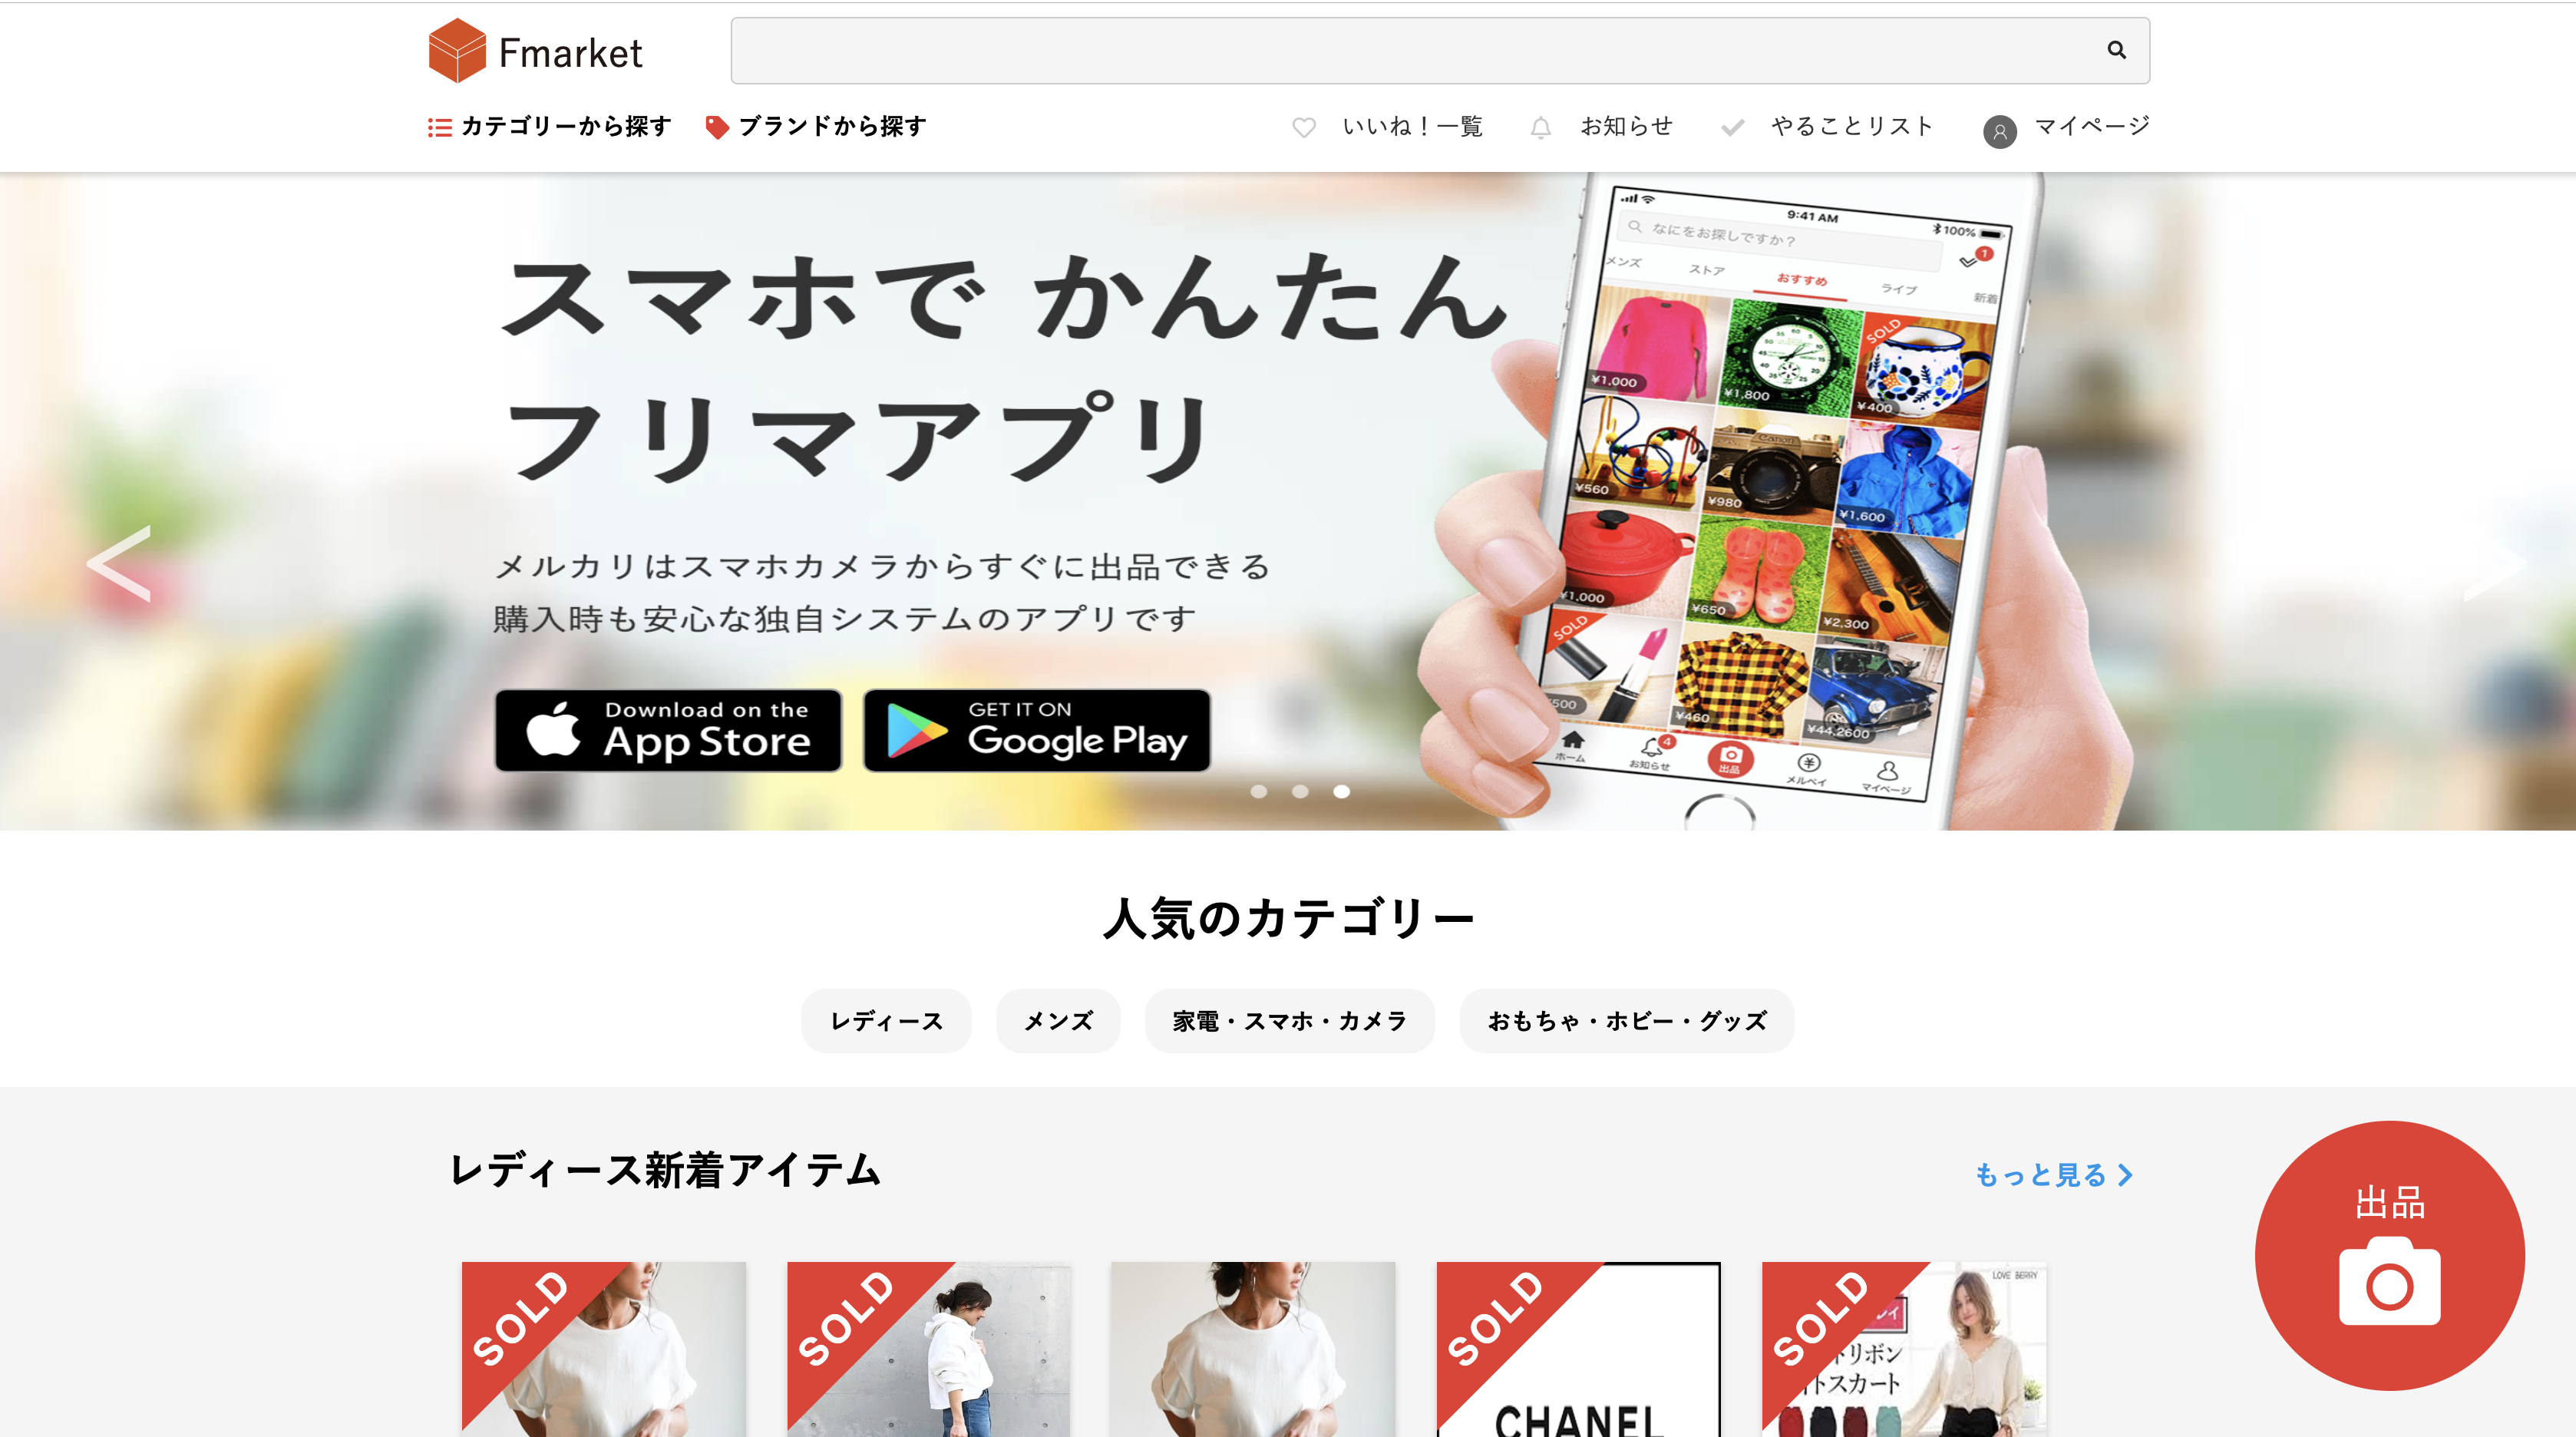 Fmarket
カテゴリーから探す
ブランドから探す
いいね！一覧
お知らせ
やることリスト
マイページ
スマホで かんたん
フリマアプリ
メルカリはスマホカメラからすぐに出品できる
購入時も安心な独自システムのアプリです
Download on the
App Store
GET IT ON
Google Play
9:41 AM
100%
なにをお探しですか？
1
メンズ
ストア
おすすめ
ライブ
新着
SOLD
¥1,000
¥1,800
¥400
Canon
¥560
¥980
¥1,600
¥1,000
¥650
¥2,300
SOLD
500
¥460
¥44,2600
ホーム
4
お知らせ
出品
メルペイ
マイページ
人気のカテゴリー
レディース
メンズ
家電・スマホ・カメラ
おもちゃ・ホビー・グッズ
レディース新着アイテム
もっと見る
出品
SOLD
SOLD
SOLD
CHANEL
SOLD
LOVE BERRY
レイ
トリボン
イトスカート